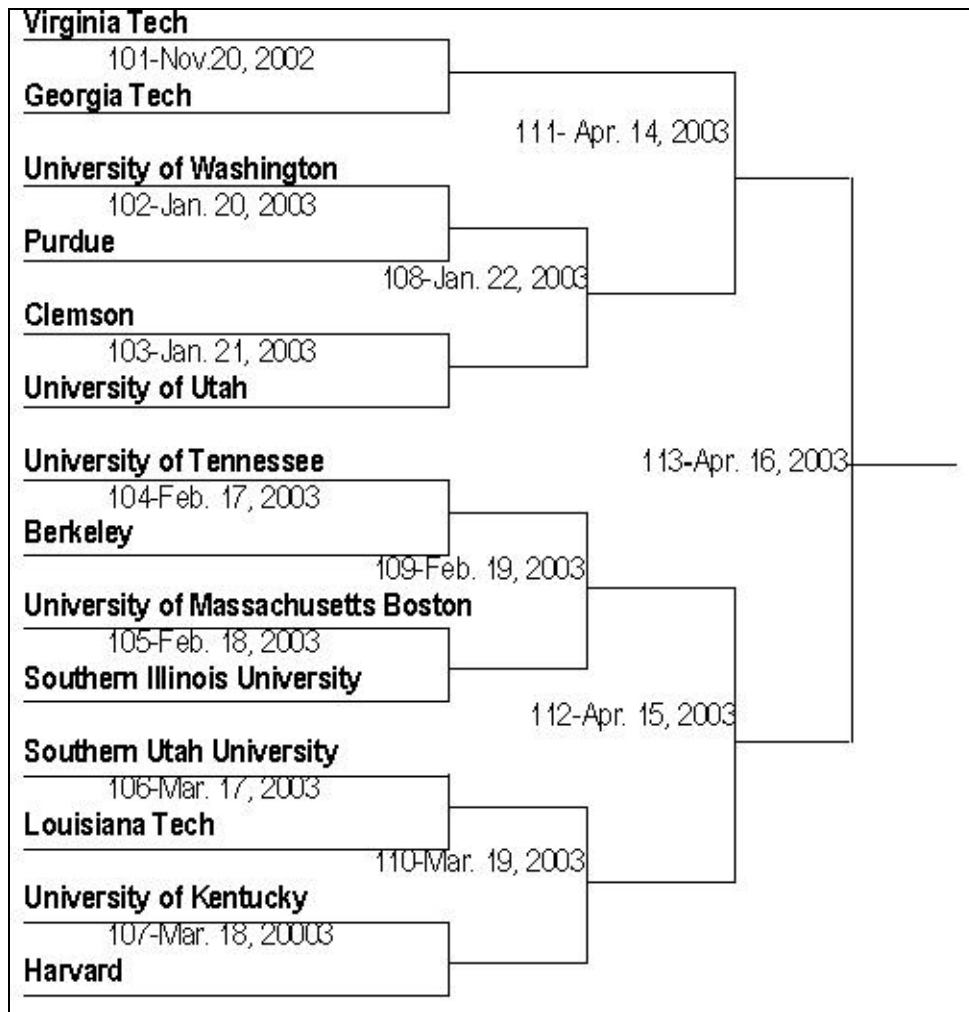 Virginia Tech
101-Nov.20, 2002
Georgia Tech
111- Apr. 14, 2003
University of Washington
102-Jan. 20, 2003
Purdue
108-Jan. 22, 2003
Clemson
103-Jan. 21, 2003
University of Utah
University of Tennessee
113-Apr. 16, 2003
104-Feb. 17, 2003
Berkeley
109-Feb. 19, 2003
University of Massachusetts Boston
105-Feb. 18, 2003
Southern Illinois University
112-Apr. 15, 2003
Southern Utah University
106-Mar. 17, 2003
Louisiana Tech
110-Mar. 19, 2003
University of Kentucky
107-Mar. 18, 20003
Harvard